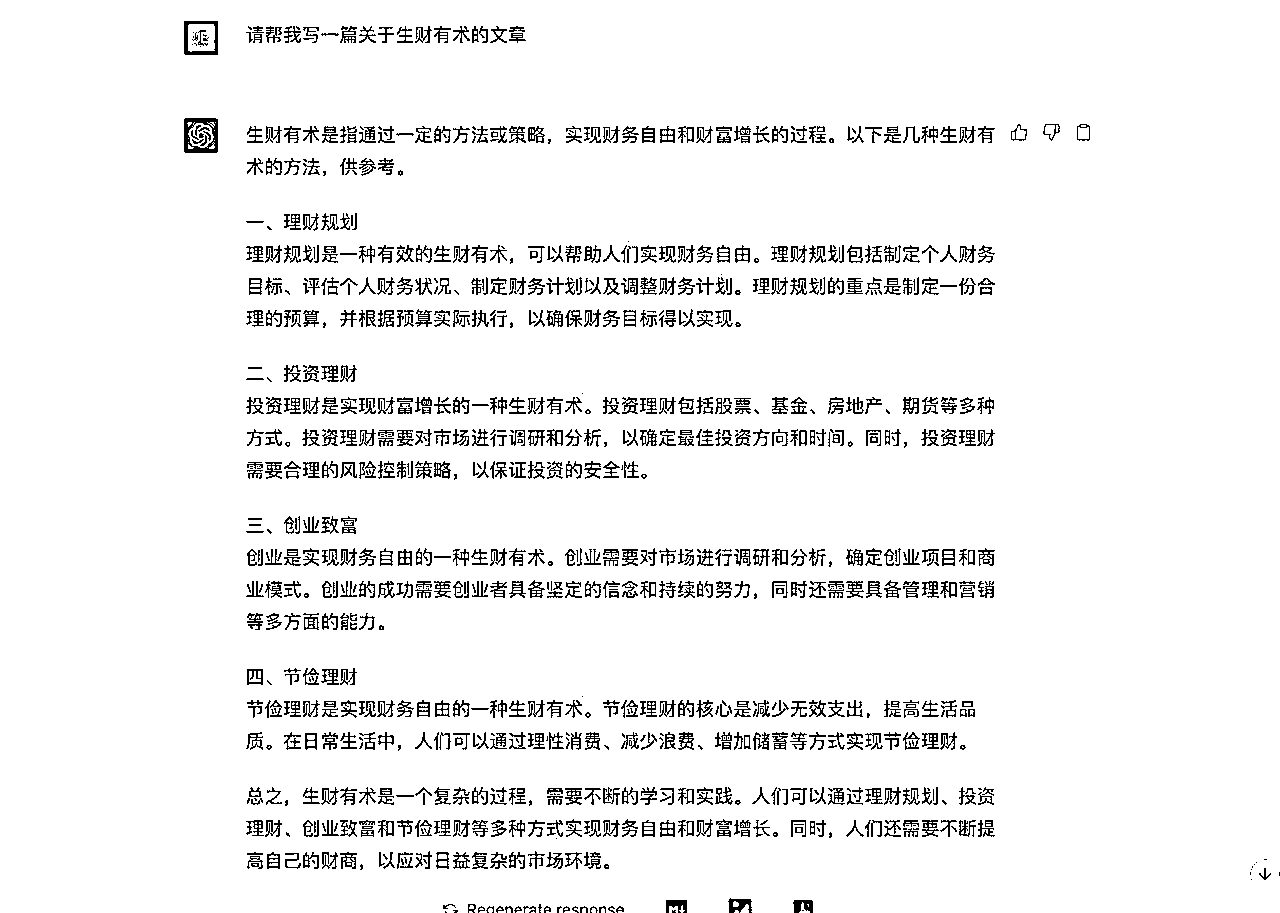 请帮我写一篇关于生财有术的文章
生财有术是指通过一定的方法或策略，实现财务自由和财富增长的过程。以下是几种生财有
术的方法，供参考。
一、理财规划
理财规划是一种有效的生财有术，可以帮助人们实现财务自由。理财规划包括制定个人财务
目标、评估个人财务状况、制定财务计划以及调整财务计划。理财规划的重点是制定一份合
理的预算，并根据预算实际执行，以确保财务目标得以实现。
二、投资理财
投资理财是实现财富增长的一种生财有术。投资理财包括股票、基金、房地产、期货等多种
方式。投资理财需要对市场进行调研和分析，以确定最佳投资方向和时间。同时，投资理财
需要合理的风险控制策略，以保证投资的安全性。
三、创业致富
创业是实现财务自由的一种生财有术。创业需要对市场进行调研和分析，确定创业项目和商
业模式。创业的成功需要创业者具备坚定的信念和持续的努力，同时还需要具备管理和营销
等多方面的能力。
四、节俭理财
节俭理财是实现财务自由的一种生财有术。节俭理财的核心是减少无效支出，提高生活品
质。在日常生活中，人们可以通过理性消费、减少浪费、增加储蓄等方式实现节俭理财。
总之，生财有术是一个复杂的过程，需要不断的学习和实践。人们可以通过理财规划、投资
理财、创业致富和节俭理财等多种方式实现财务自由和财富增长。同时，人们还需要不断提
高自己的财商，以应对日益复杂的市场环境。
Regenerate response